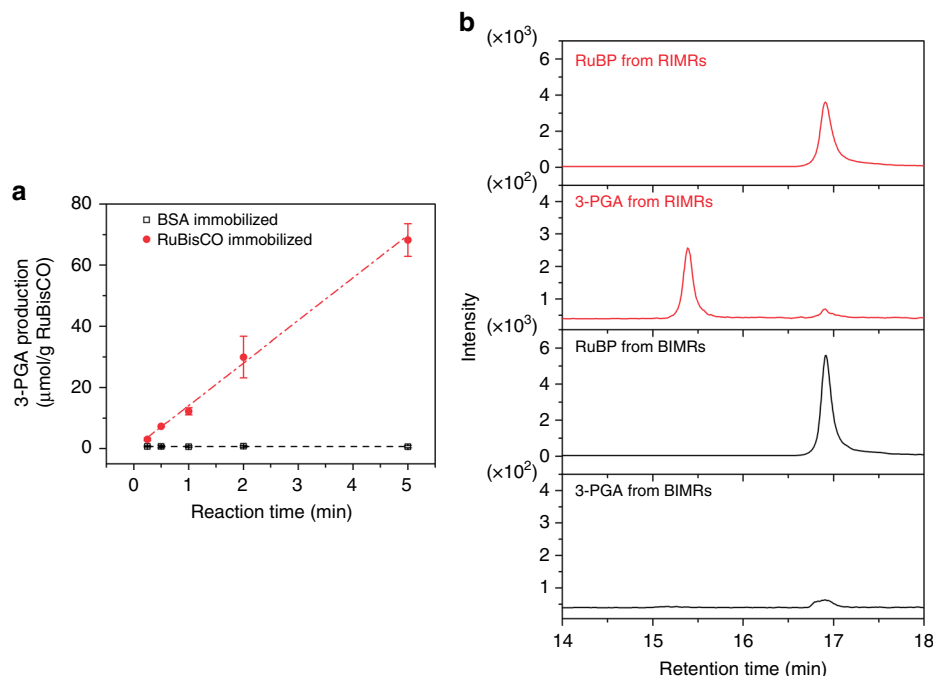 a
80
60
40
20
0
BSA immobilized
RuBisCO immobilized
3-PGA production
(μmol/g RuBisCO)
0 1 2 3 4 5
Reaction time (min)
b
(×10³)
6
4
2
0
RuBP from RIMRs
(×10²)
4
3
2
1
3-PGA from RIMRs
(×10³)
6
4
2
0
RuBP from BIMRs
(×10²)
4
3
2
1
3-PGA from BIMRs
Intensity
14 15 16 17 18
Retention time (min)